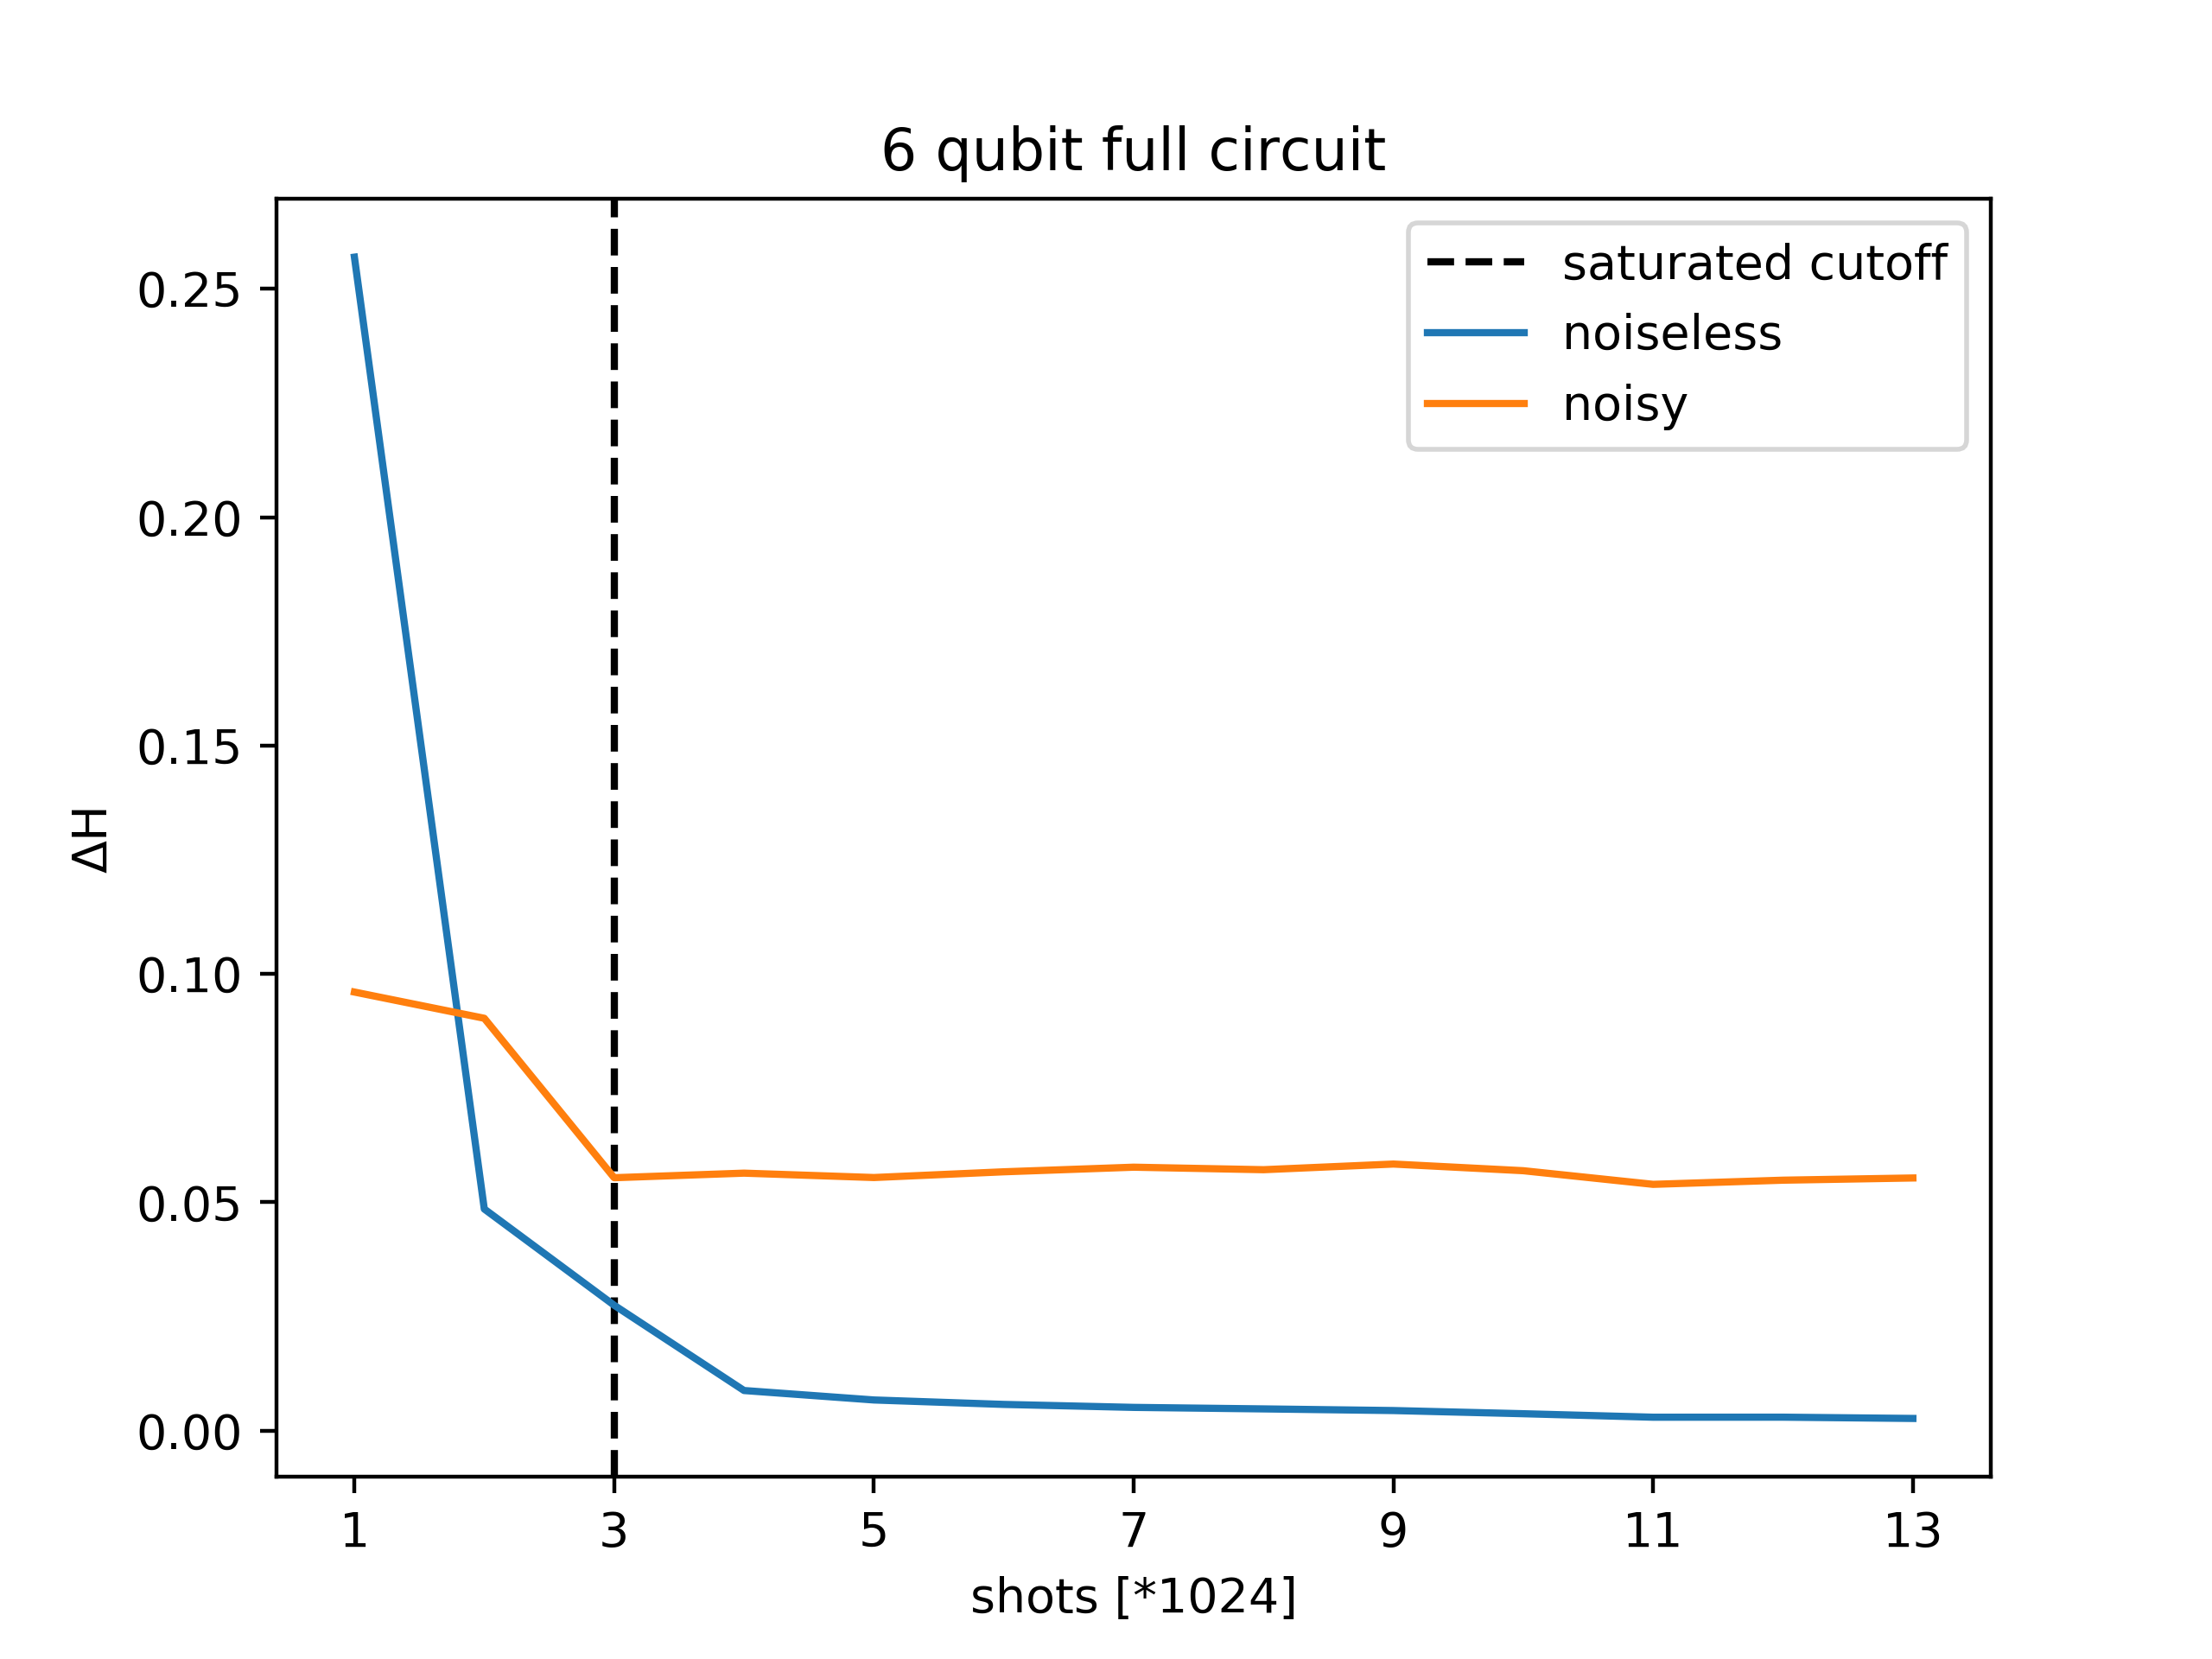 6 qubit full circuit
saturated cutoff
noiseless
noisy
0.25
0.20
0.15
0.10
0.05
0.00
ΔH
1 3 5 7 9 11 13
shots [*1024]